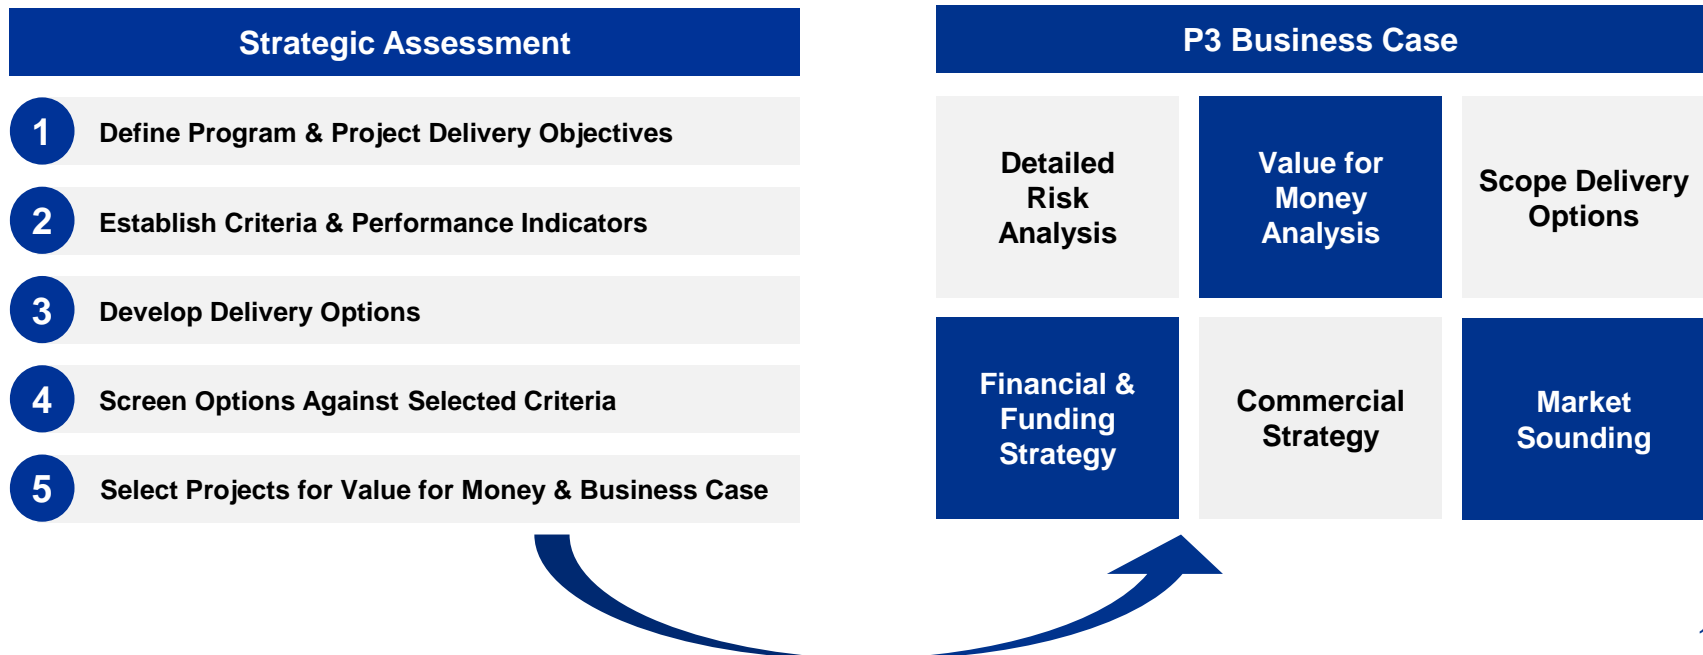 Strategic Assessment
1
Define Program & Project Delivery Objectives
2
Establish Criteria & Performance Indicators
3
Develop Delivery Options
4
Screen Options Against Selected Criteria
5
Select Projects for Value for Money & Business Case
P3 Business Case
Detailed
Risk
Analysis
Value for
Money
Analysis
Scope Delivery
Options
Financial &
Funding
Strategy
Commercial
Strategy
Market
Sounding